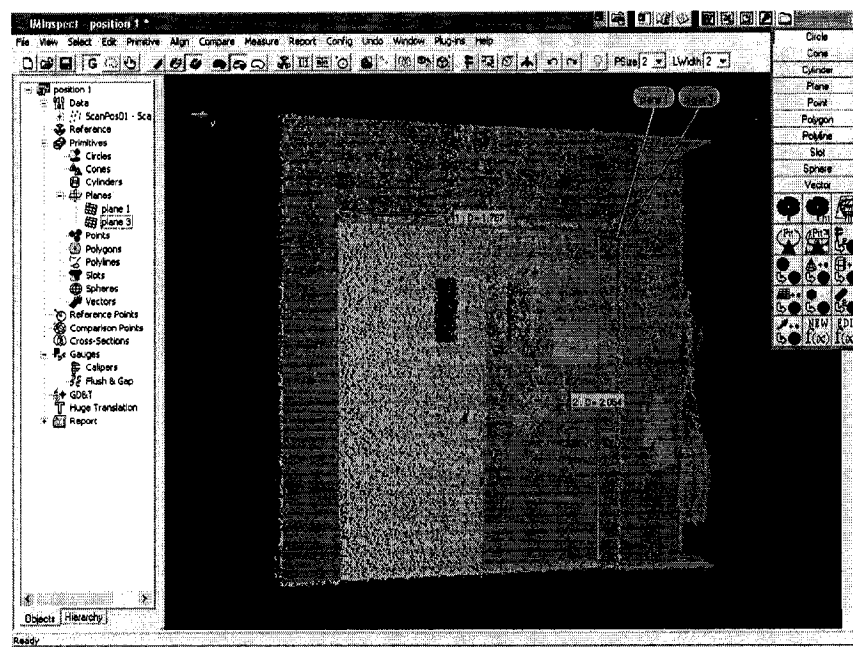 IMInspect - position 1 *
File View Select Edit Primitive Align Compare Measure Report Config Undo Window Plug-ins Help
G PSize 2 LWidth 2
position 1
Data
ScanPos01 - Sca
Reference
Primitives
Circles
Cones
Cylinders
Planes
plane 1
plane 3
Points
Polygons
Polylines
Slots
Spheres
Vectors
Reference Points
Comparison Points
Cross-Sections
Gauges
Calipers
Flush & Gap
GD&T
Huge Translation
Report
Objects Hierarchy
Ready
Circle
Cone
Cylinder
Plane
Point
Polygon
Polyline
Slot
Sphere
Vector